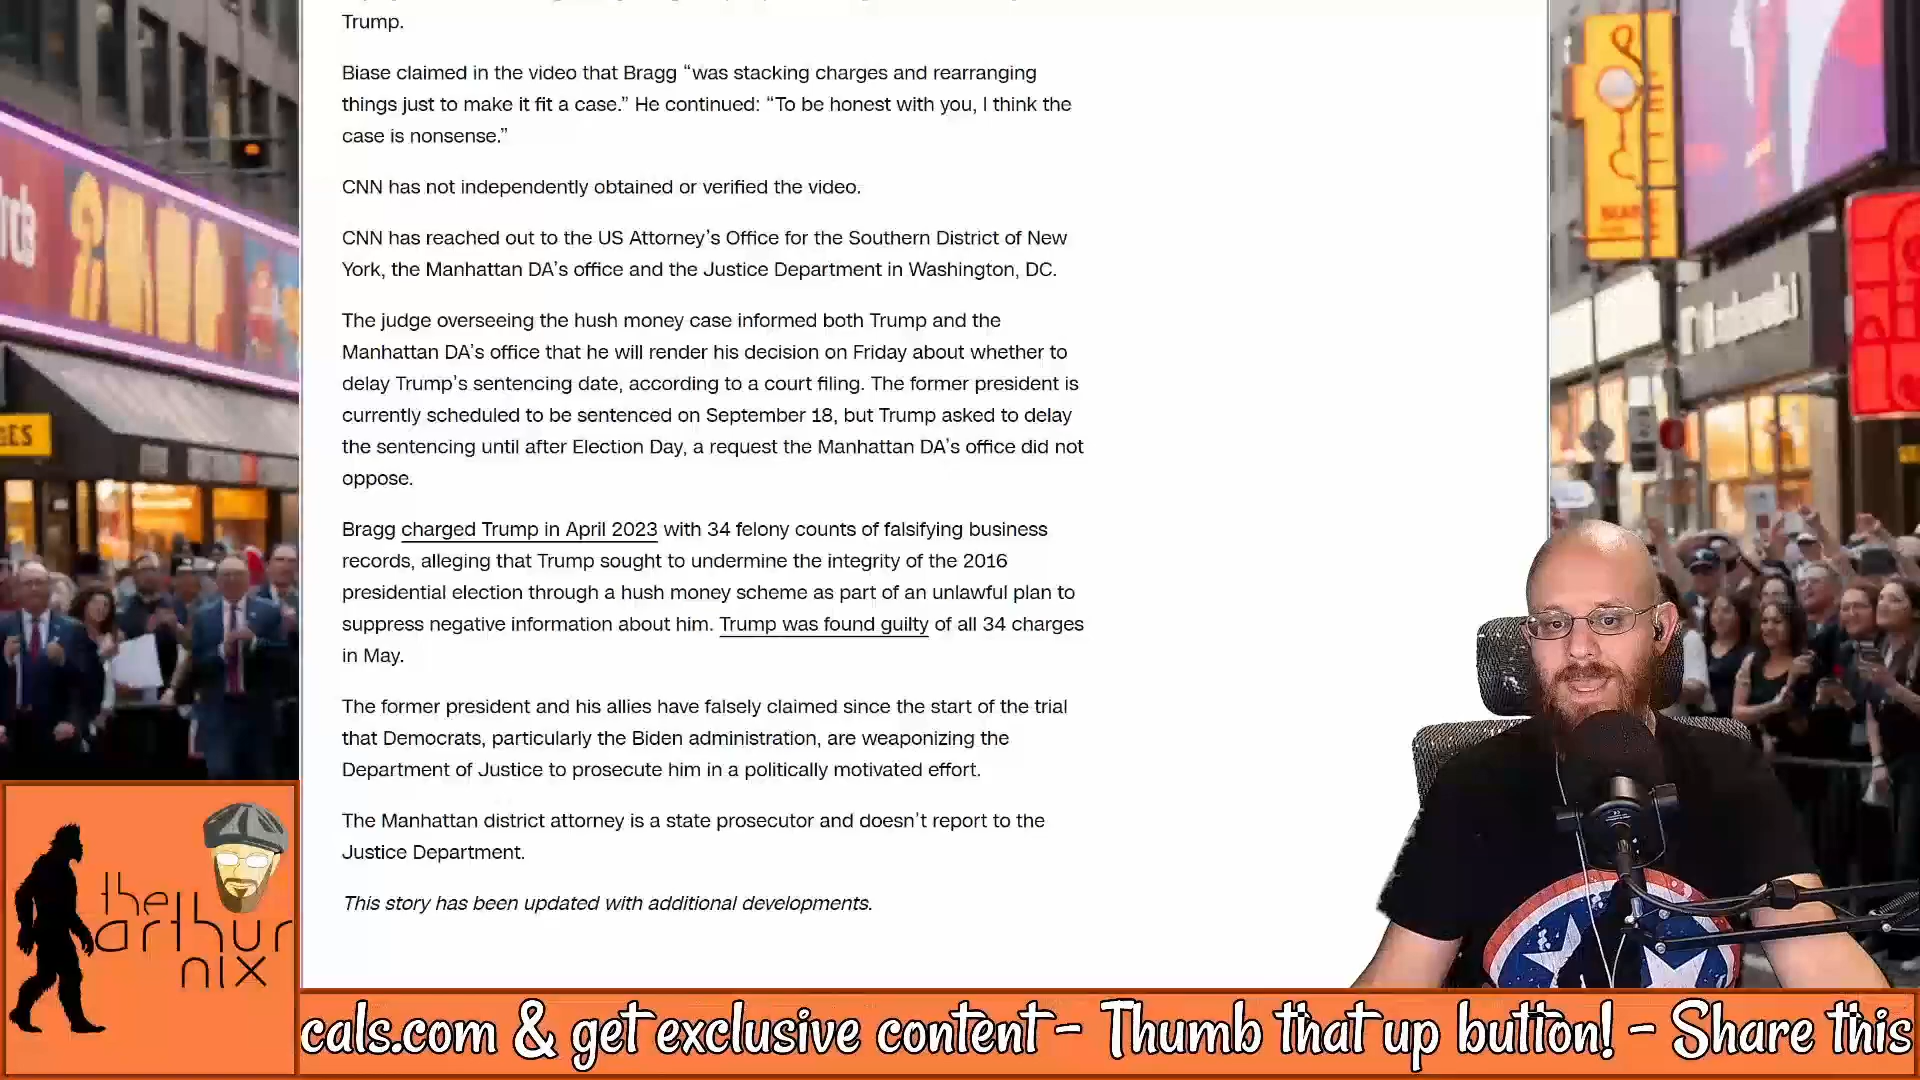 Trump.
Biase claimed in the video that Bragg “was stacking charges and rearranging
things just to make it fit a case.” He continued: “To be honest with you, I think the
case is nonsense.”
CNN has not independently obtained or verified the video.
CNN has reached out to the US Attorney’s Office for the Southern District of New
York, the Manhattan DA’s office and the Justice Department in Washington, DC.
The judge overseeing the hush money case informed both Trump and the
Manhattan DA’s office that he will render his decision on Friday about whether to
delay Trump’s sentencing date, according to a court filing. The former president is
currently scheduled to be sentenced on September 18, but Trump asked to delay
the sentencing until after Election Day, a request the Manhattan DA’s office did not
oppose.
Bragg charged Trump in April 2023 with 34 felony counts of falsifying business
records, alleging that Trump sought to undermine the integrity of the 2016
presidential election through a hush money scheme as part of an unlawful plan to
suppress negative information about him. Trump was found guilty of all 34 charges
in May.
The former president and his allies have falsely claimed since the start of the trial
that Democrats, particularly the Biden administration, are weaponizing the
Department of Justice to prosecute him in a politically motivated effort.
The Manhattan district attorney is a state prosecutor and doesn’t report to the
Justice Department.
This story has been updated with additional developments.
the
arthur
nix
cals.com & get exclusive content - Thumb that up button! - Share this